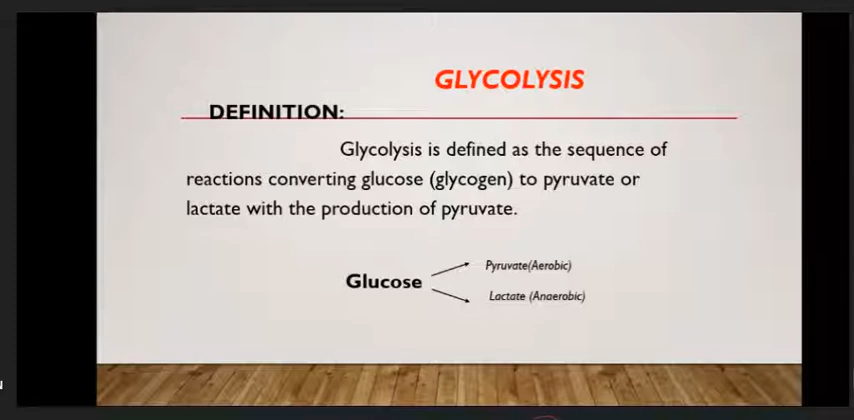 GLYCOLYSIS
DEFINITION:
Glycolysis is defined as the sequence of
reactions converting glucose (glycogen) to pyruvate or
lactate with the production of pyruvate.
Pyruvate(Aerobic)
Glucose
Lactate (Anaerobic)